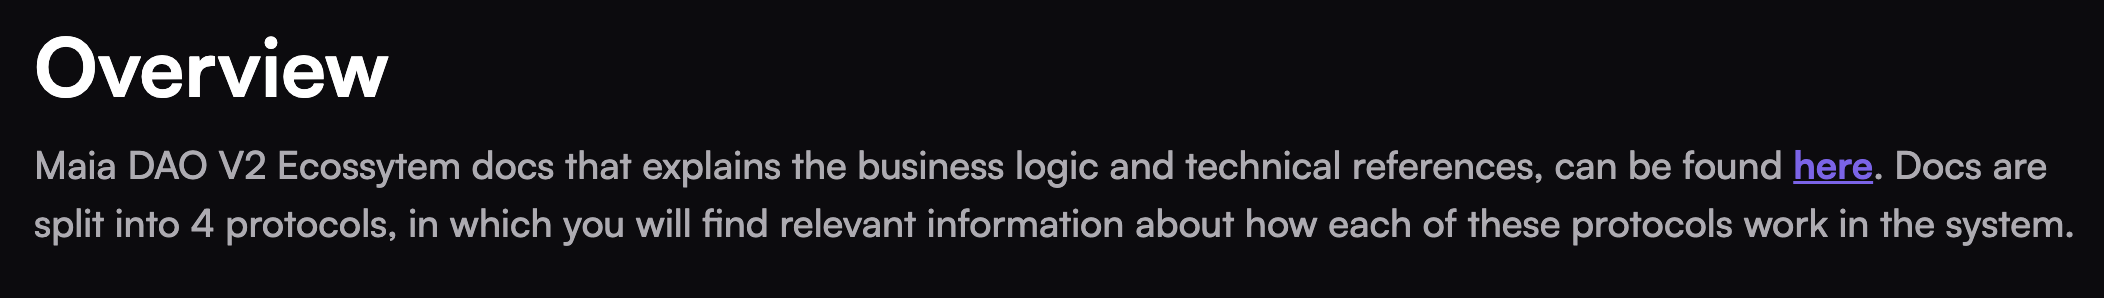 Overview
Maia DAO V2 Ecossytem docs that explains the business logic and technical references, can be found here. Docs are
split into 4 protocols, in which you will find relevant information about how each of these protocols work in the system.